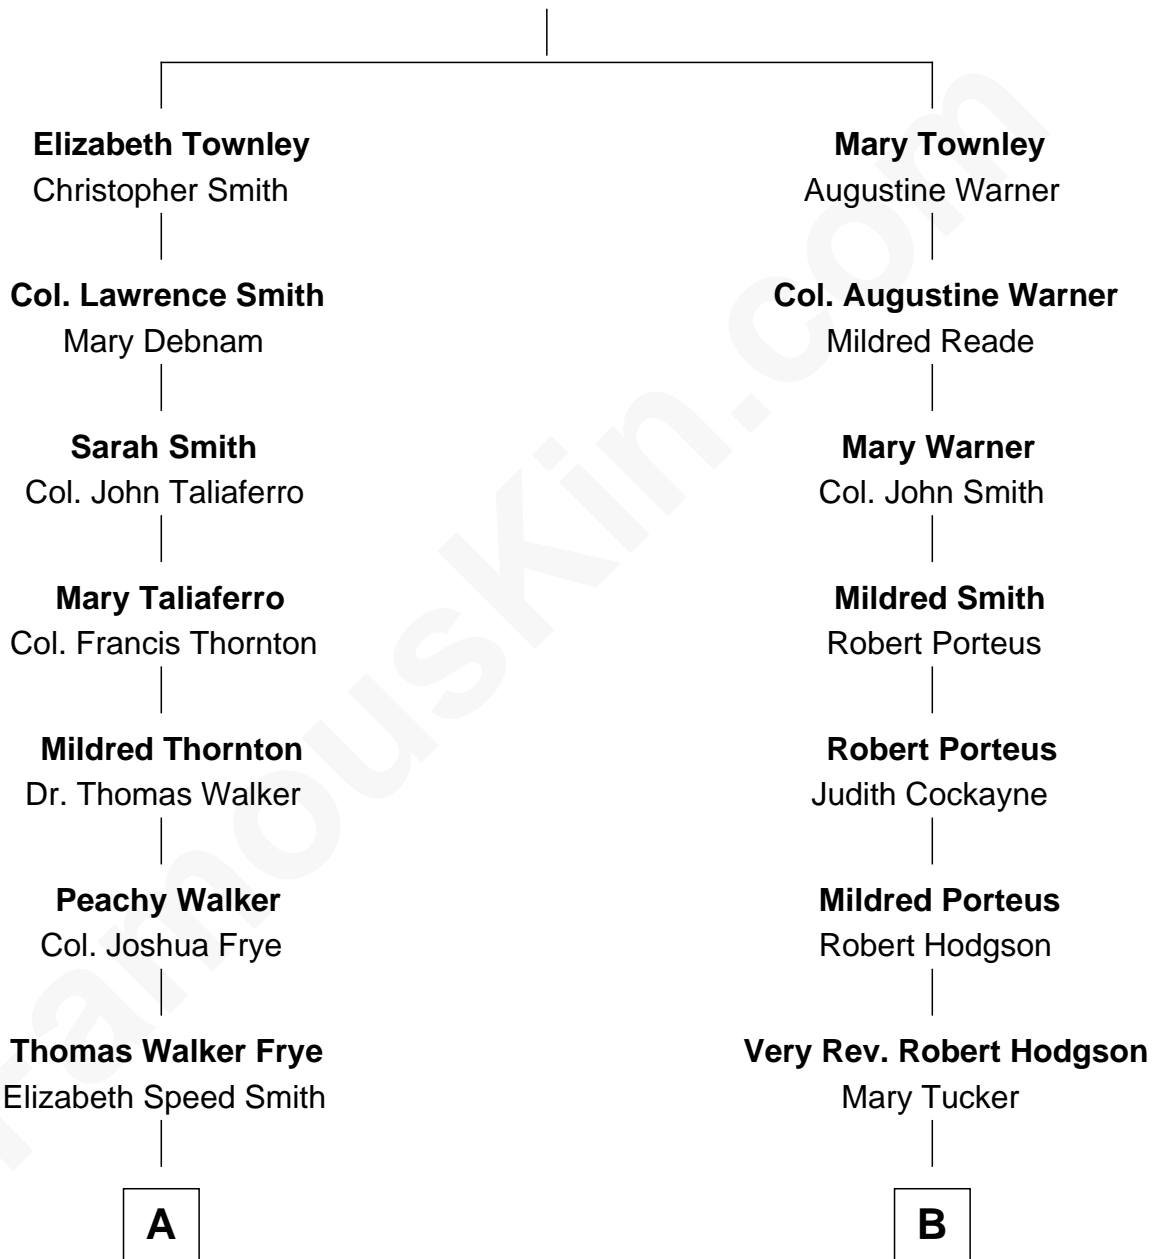 Elizabeth Townley
Christopher Smith
Col. Lawrence Smith
Mary Debnam
Sarah Smith
Col. John Taliaferro
Mary Taliaferro
Col. Francis Thornton
Mildred Thornton
Dr. Thomas Walker
Peachy Walker
Col. Joshua Frye
Thomas Walker Frye
Elizabeth Speed Smith
A
Mary Townley
Augustine Warner
Col. Augustine Warner
Mildred Reade
Mary Warner
Col. John Smith
Mildred Smith
Robert Porteus
Robert Porteus
Judith Cockayne
Mildred Porteus
Robert Hodgson
Very Rev. Robert Hodgson
Mary Tucker
B
FamousKin.com